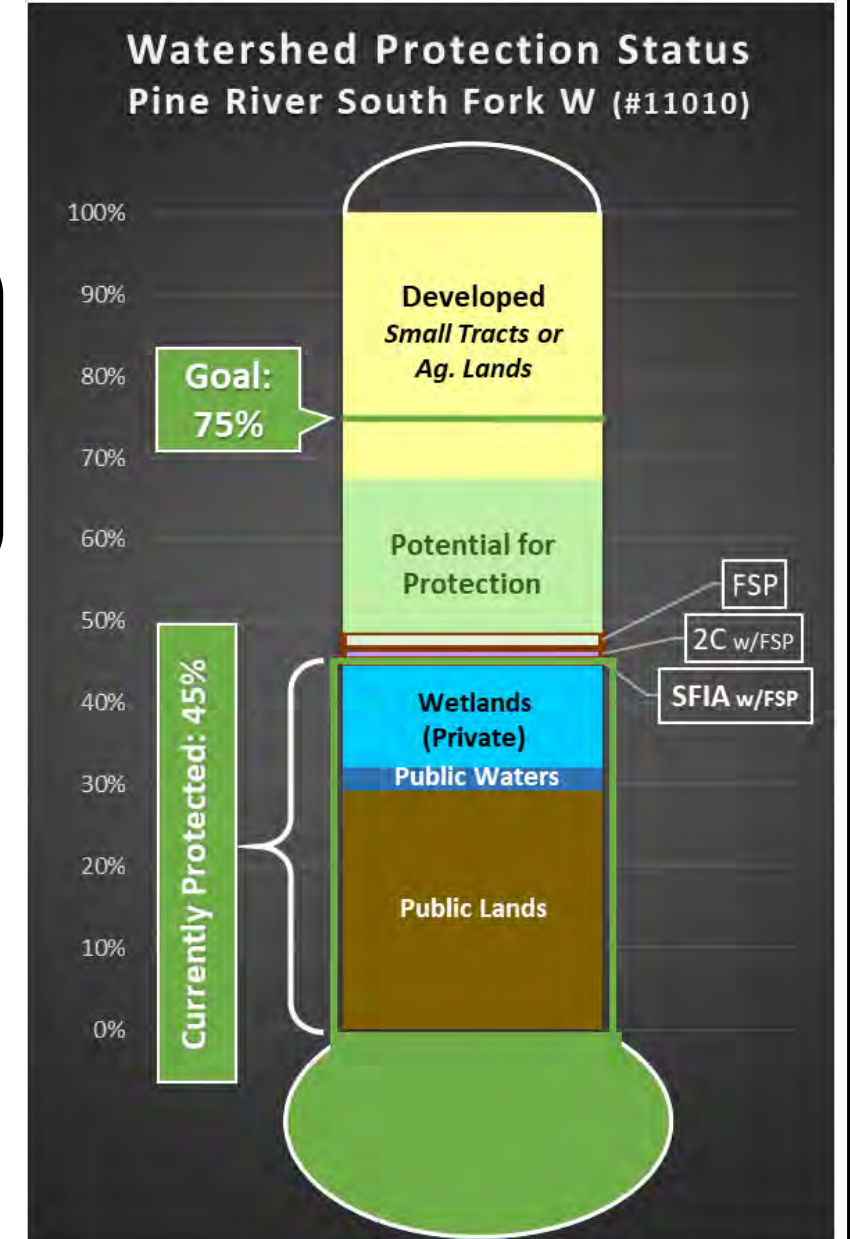 Watershed Protection Status
Pine River South Fork W (#11010)
100%
90%
80%
70%
60%
50%
40%
30%
20%
10%
0%
Goal:
75%
Currently Protected: 45%
Developed
Small Tracts or
Ag. Lands
Potential for
Protection
FSP
2C w/FSP
SFIA w/FSP
Wetlands
(Private)
Public Waters
Public Lands